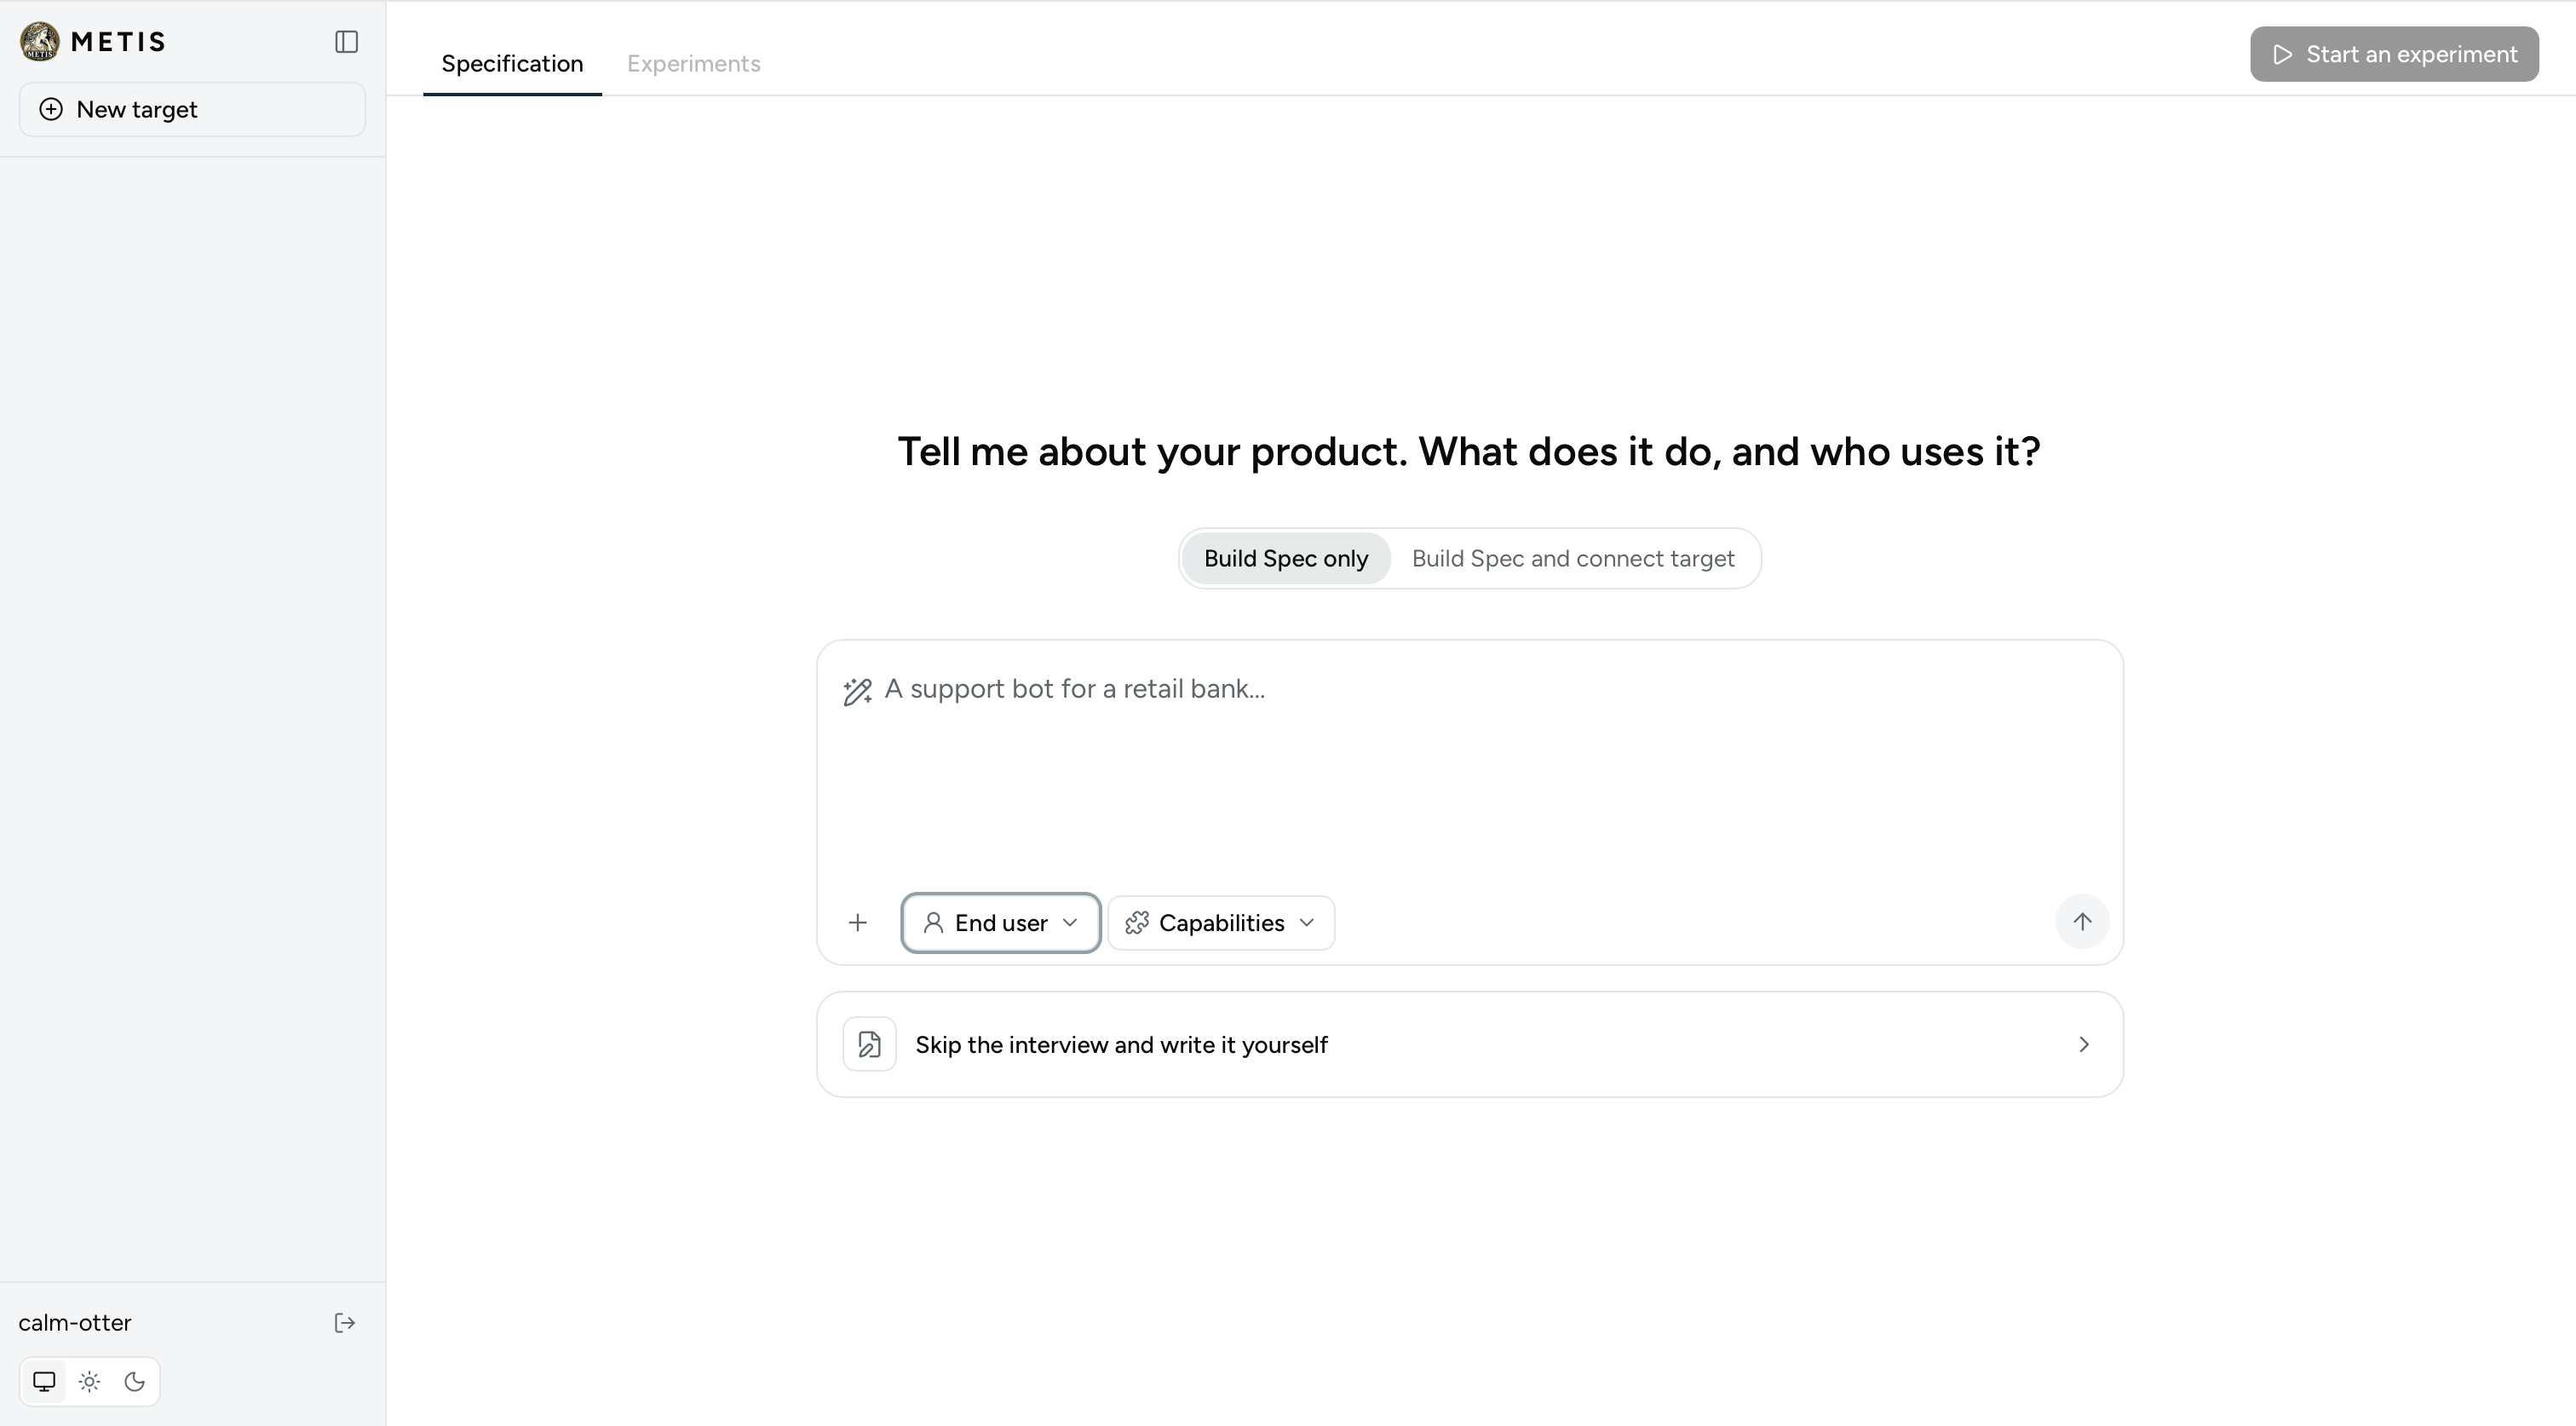 METIS
New target
Specification
Experiments
Start an experiment
Tell me about your product. What does it do, and who uses it?
Build Spec only
Build Spec and connect target
A support bot for a retail bank...
End user
Capabilities
Skip the interview and write it yourself
calm-otter